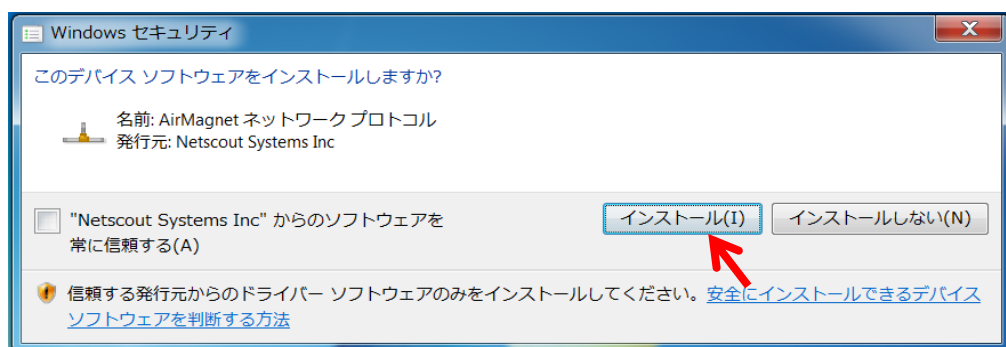 Windows セキュリティ
このデバイス ソフトウェアをインストールしますか?
名前: AirMagnet ネットワーク プロトコル
発行元: Netscout Systems Inc
"Netscout Systems Inc" からのソフトウェアを
常に信頼する(A)
インストール(I)
インストールしない(N)
信頼する発行元からのドライバー ソフトウェアのみをインストールしてください。安全にインストールできるデバイス
ソフトウェアを判断する方法